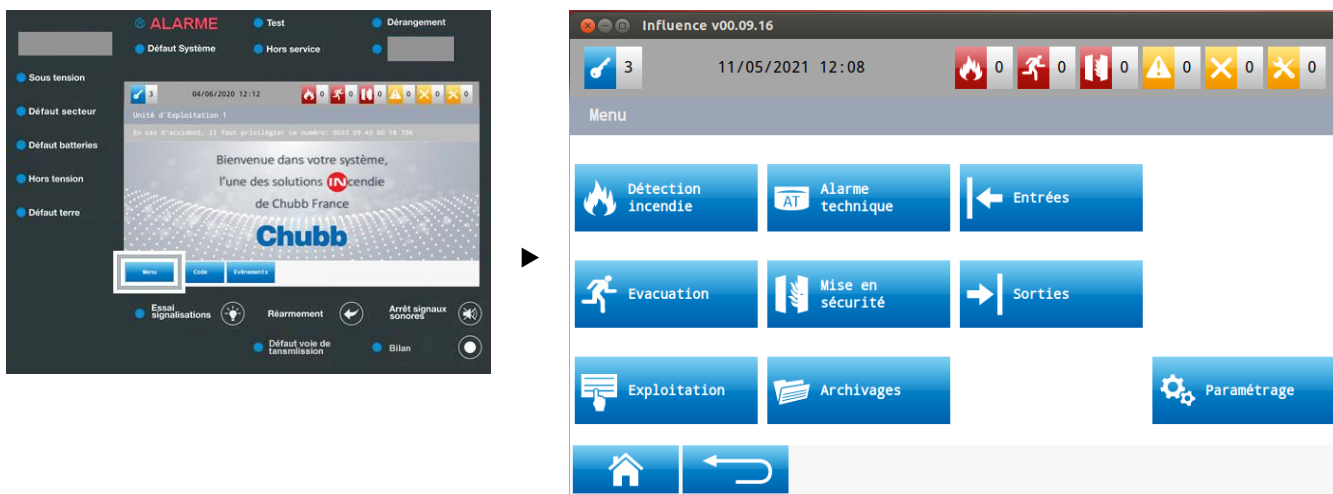 ALARME
Test
Dérangement
Défaut Système
Hors service
Sous tension
Défaut secteur
Défaut batteries
Hors tension
Défaut terre
3
04/06/2020 12:12
0
0
0
0
0
0
Unité d'Exploitation 1
En cas d'accident, il faut privilégier ce numéro: 0033 09 43 00 18 756
Bienvenue dans votre système,
l'une des solutions INcendie
de Chubb France
Chubb
Menu
Code
Evènements
Essai
signalisations
Réarmement
Arrêt signaux
sonores
Défaut voie de
tansmlission
Bilan
Influence v00.09.16
3
11/05/2021 12:08
0
0
0
0
0
0
Menu
Détection
incendie
Alarme
technique
AT
Entrées
Evacuation
Mise en
sécurité
Sorties
Exploitation
Archivages
Paramétrage